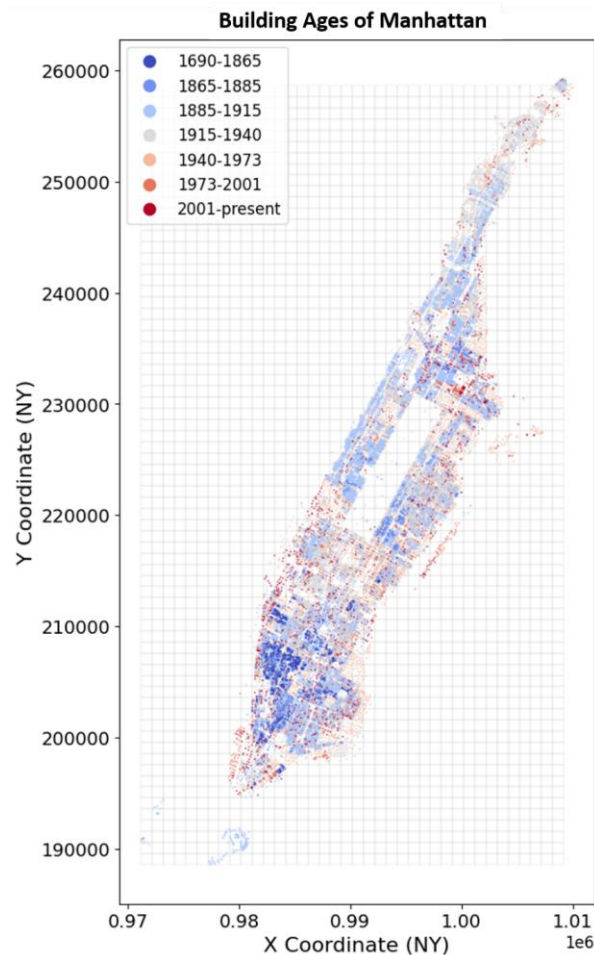 Building Ages of Manhattan
1690-1865
1865-1885
1885-1915
1915-1940
1940-1973
1973-2001
2001-present
260000
250000
240000
230000
220000
210000
200000
190000
Y Coordinate (NY)
0.97 0.98 0.99 1.00 1.01
1e6
X Coordinate (NY)